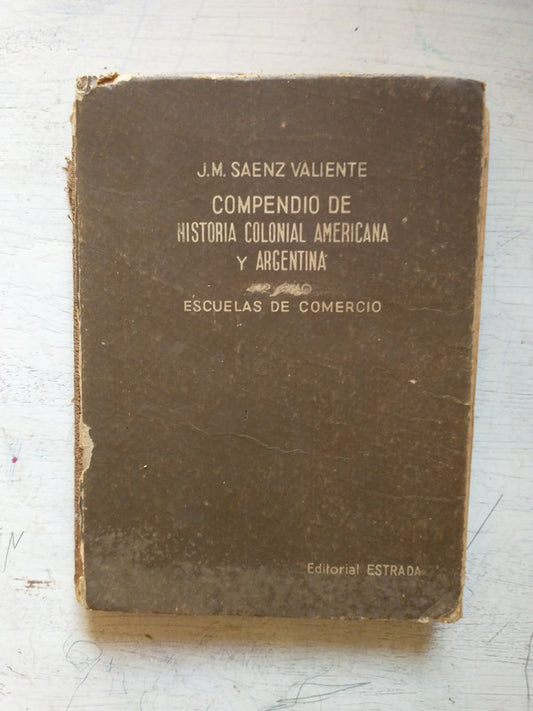 J.M. SAENZ VALIENTE
COMPENDIO DE
HISTORIA COLONIAL AMERICANA
Y ARGENTINA
ESCUELAS DE COMERCIO
Editorial ESTRADA